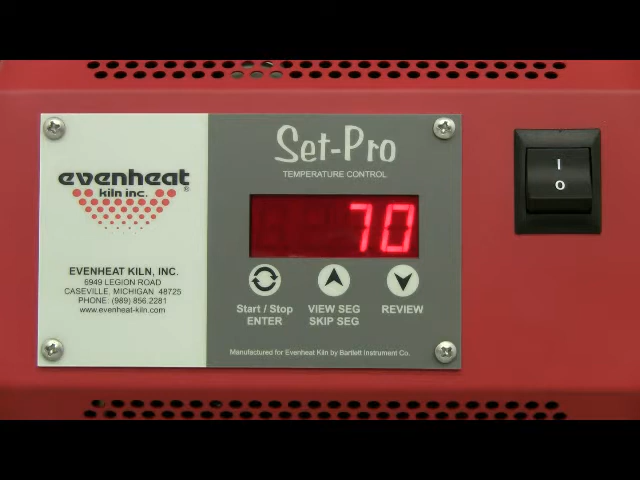 evenheat
kiln inc.
®
EVENHEAT KILN, INC.
6949 LEGION ROAD
CASEVILLE, MICHIGAN 48725
PHONE: (989) 856.2281
www.evenheat-kiln.com
Set-Pro
TEMPERATURE CONTROL
70
Start / Stop
ENTER
VIEW SEG
SKIP SEG
REVIEW
Manufactured for Evenheat Kiln by Bartlett Instrument Co.
I
O